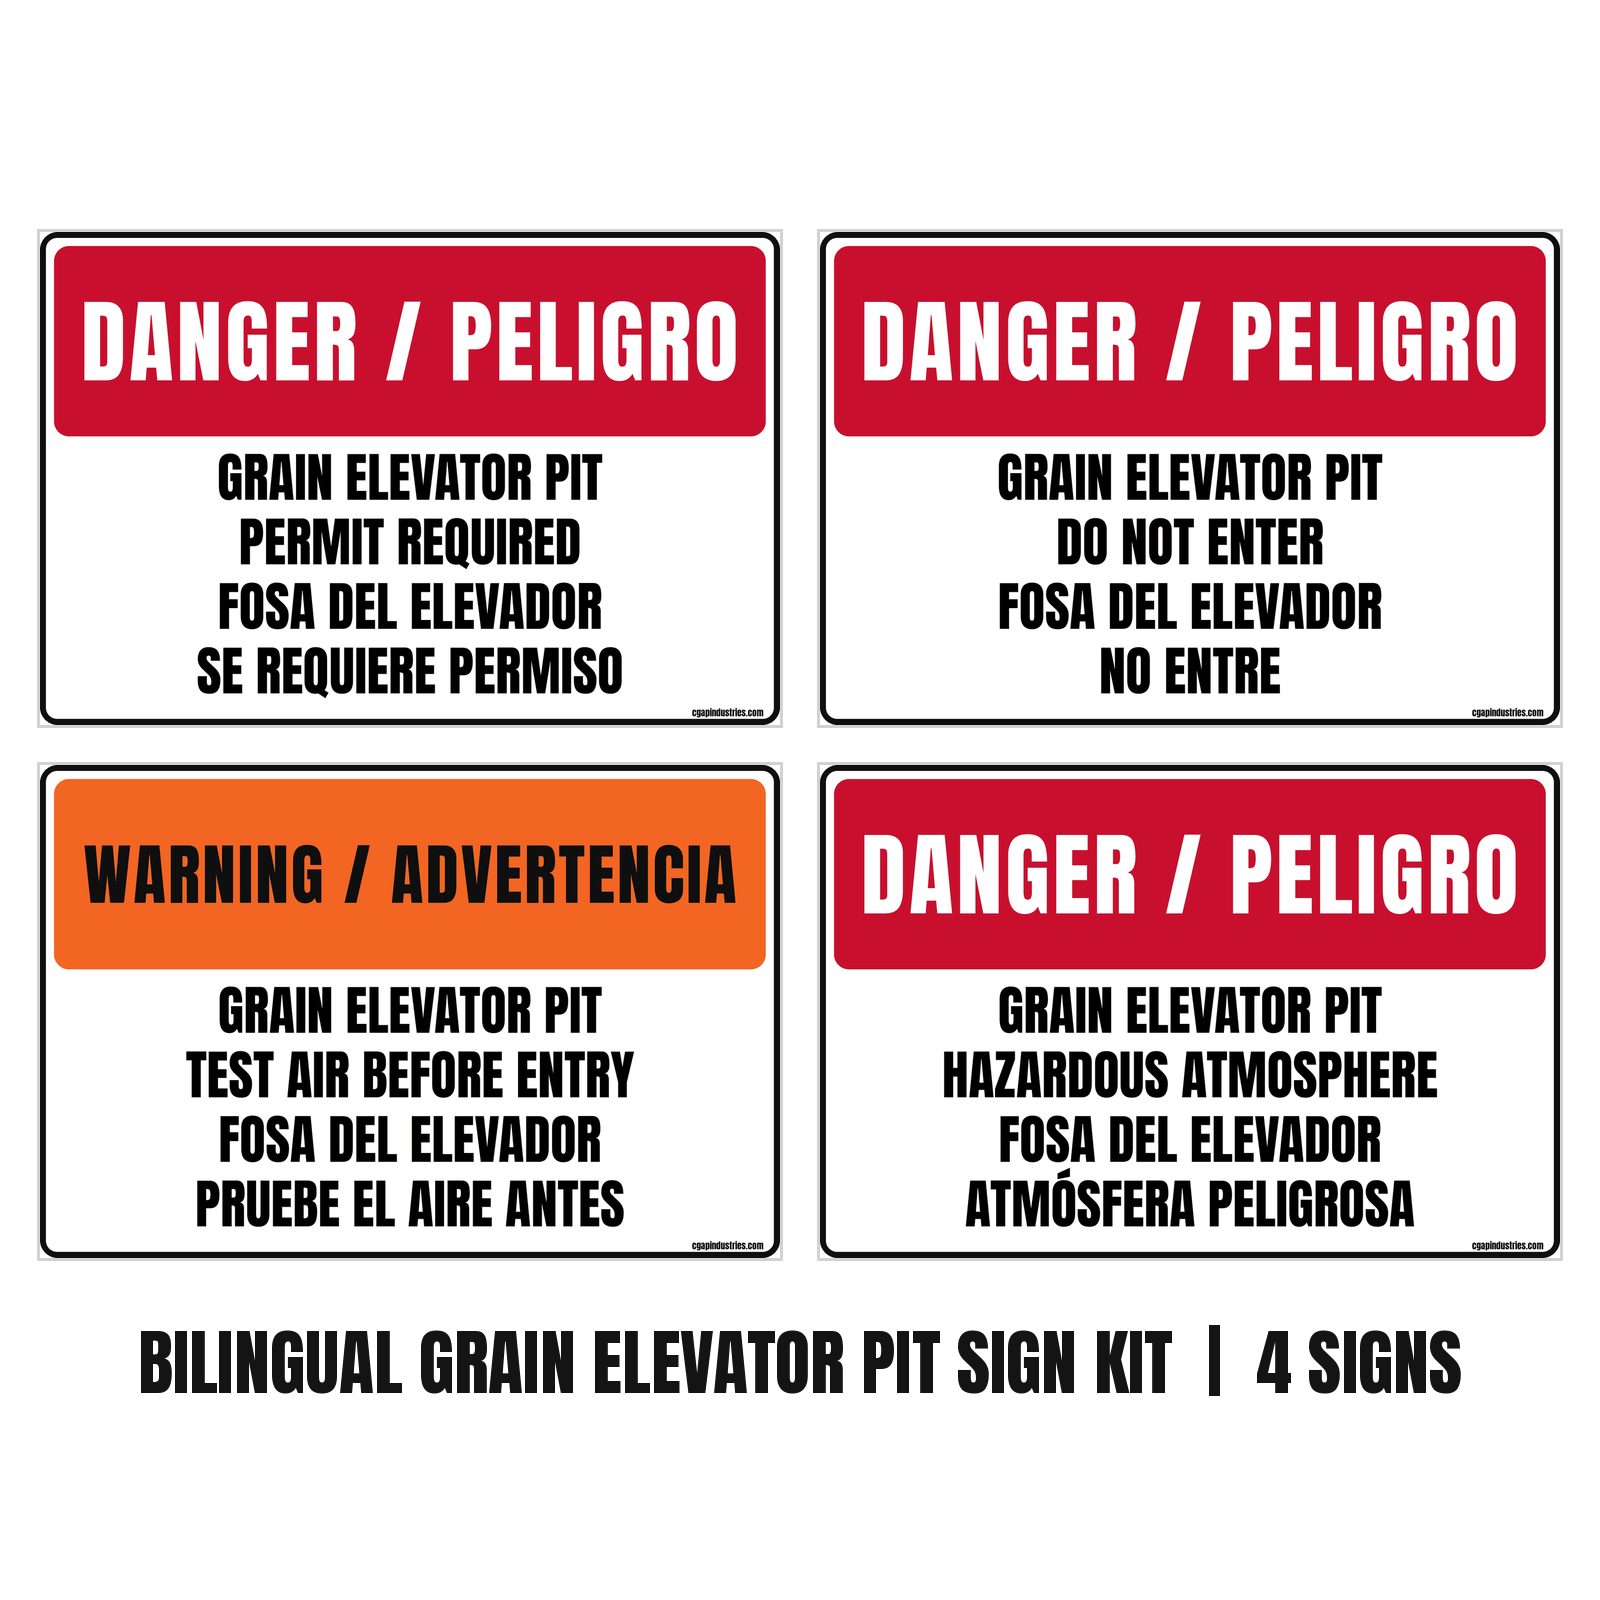 DANGER / PELIGRO
GRAIN ELEVATOR PIT
PERMIT REQUIRED
FOSA DEL ELEVADOR
SE REQUIERE PERMISO
cgapindustries.com
DANGER / PELIGRO
GRAIN ELEVATOR PIT
DO NOT ENTER
FOSA DEL ELEVADOR
NO ENTRE
cgapindustries.com
WARNING / ADVERTENCIA
GRAIN ELEVATOR PIT
TEST AIR BEFORE ENTRY
FOSA DEL ELEVADOR
PRUEBE EL AIRE ANTES
cgapindustries.com
DANGER / PELIGRO
GRAIN ELEVATOR PIT
HAZARDOUS ATMOSPHERE
FOSA DEL ELEVADOR
ATMÓSFERA PELIGROSA
cgapindustries.com
BILINGUAL GRAIN ELEVATOR PIT SIGN KIT | 4 SIGNS